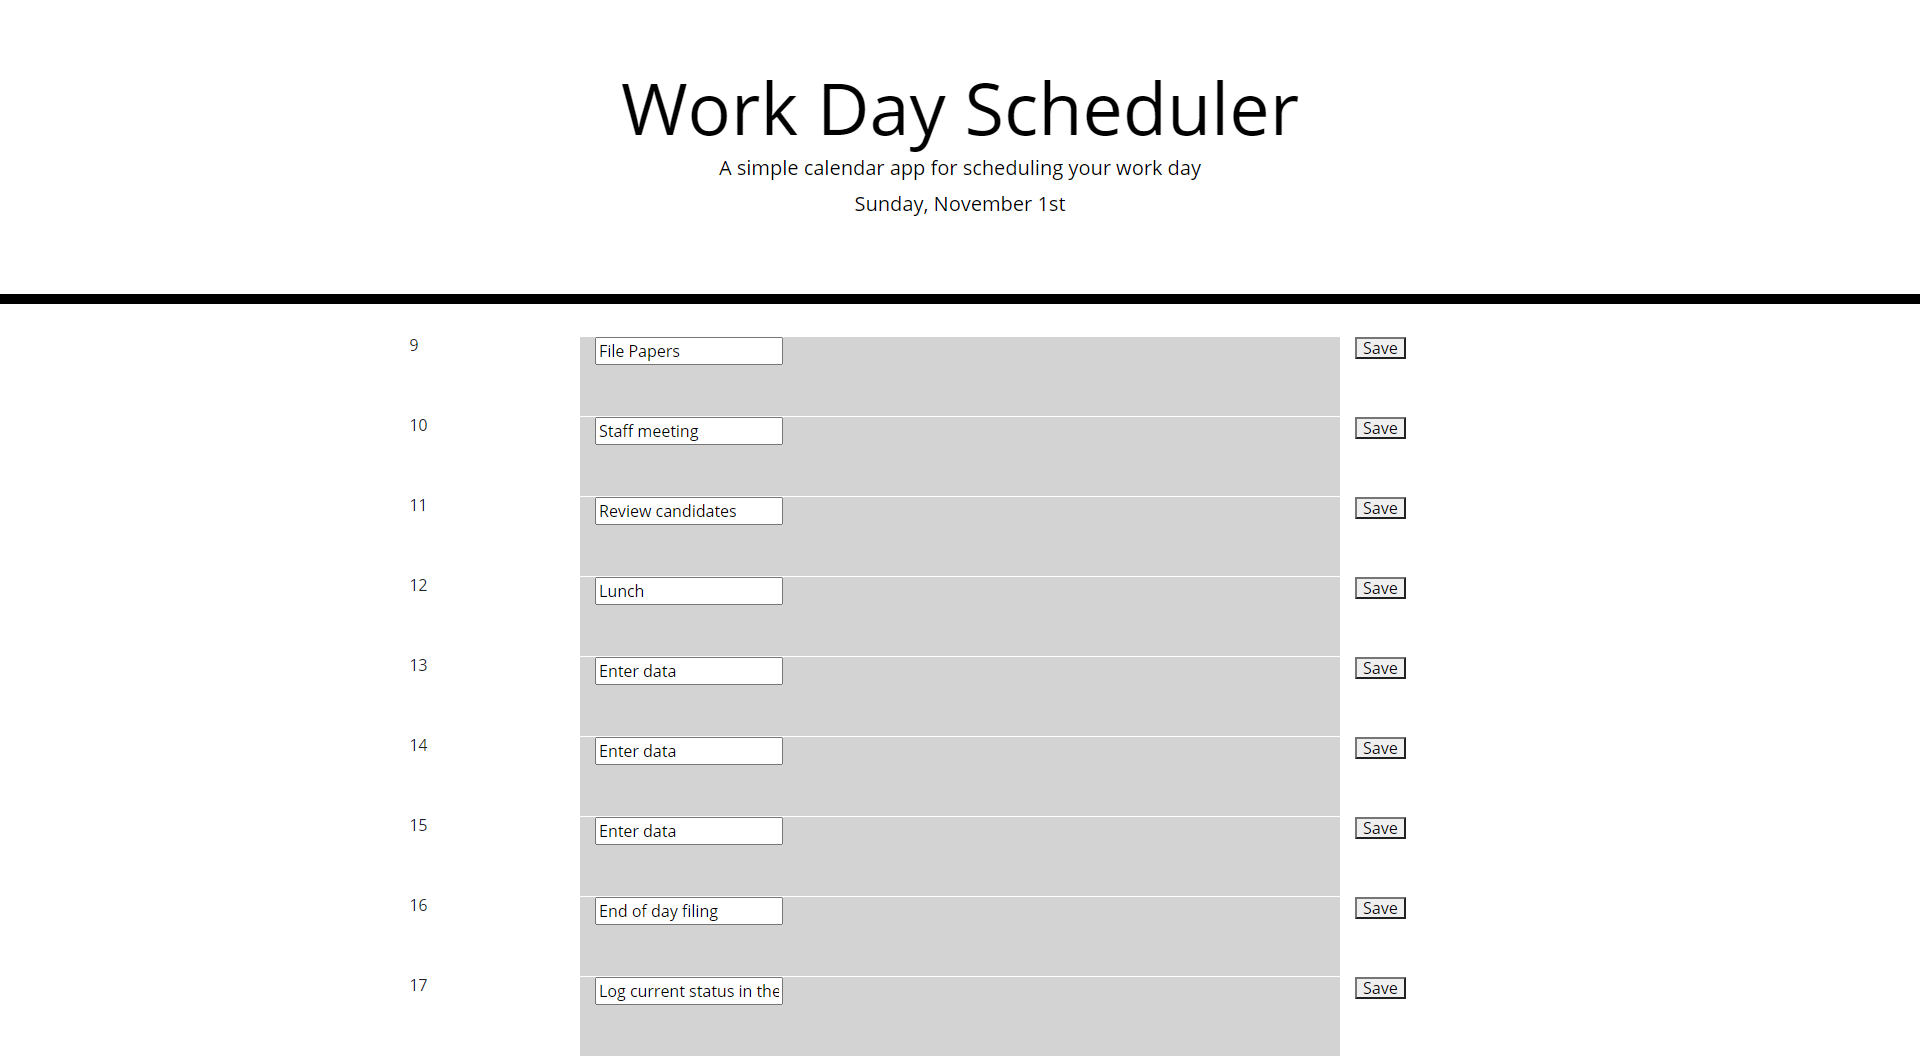 Work Day Scheduler
A simple calendar app for scheduling your work day
Sunday, November 1st
9 File Papers Save
10 Staff meeting Save
11 Review candidates Save
12 Lunch Save
13 Enter data Save
14 Enter data Save
15 Enter data Save
16 End of day filing Save
17 Log current status in the Save